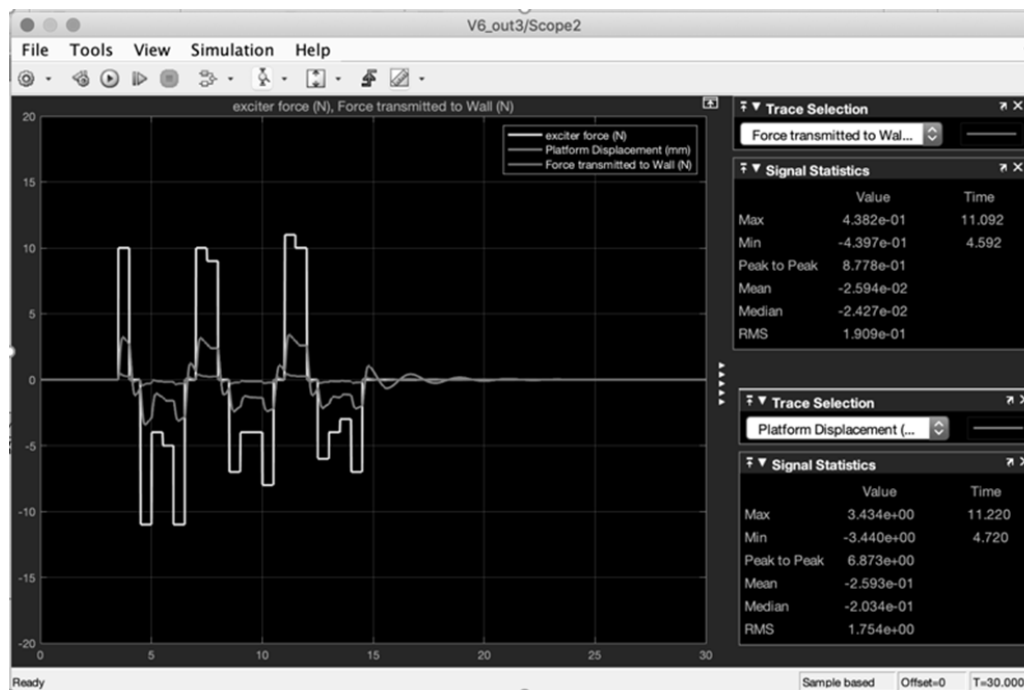 V6_out3/Scope2
File Tools View Simulation Help
exciter force (N), Force transmitted to Wall (N)
20
15
10
5
0
-5
-10
-15
-20
0 5 10 15 20 25 30
exciter force (N)
Platform Displacement (mm)
Force transmitted to Wall (N)
Trace Selection
Force transmitted to Wal...
Signal Statistics
Value Time
Max 4.382e-01 11.092
Min -4.397e-01 4.592
Peak to Peak 8.778e-01
Mean -2.594e-02
Median -2.427e-02
RMS 1.909e-01
Trace Selection
Platform Displacement (...
Signal Statistics
Value Time
Max 3.434e+00 11.220
Min -3.440e+00 4.720
Peak to Peak 6.873e+00
Mean -2.593e-01
Median -2.034e-01
RMS 1.754e+00
Ready Sample based Offset=0 T=30.000